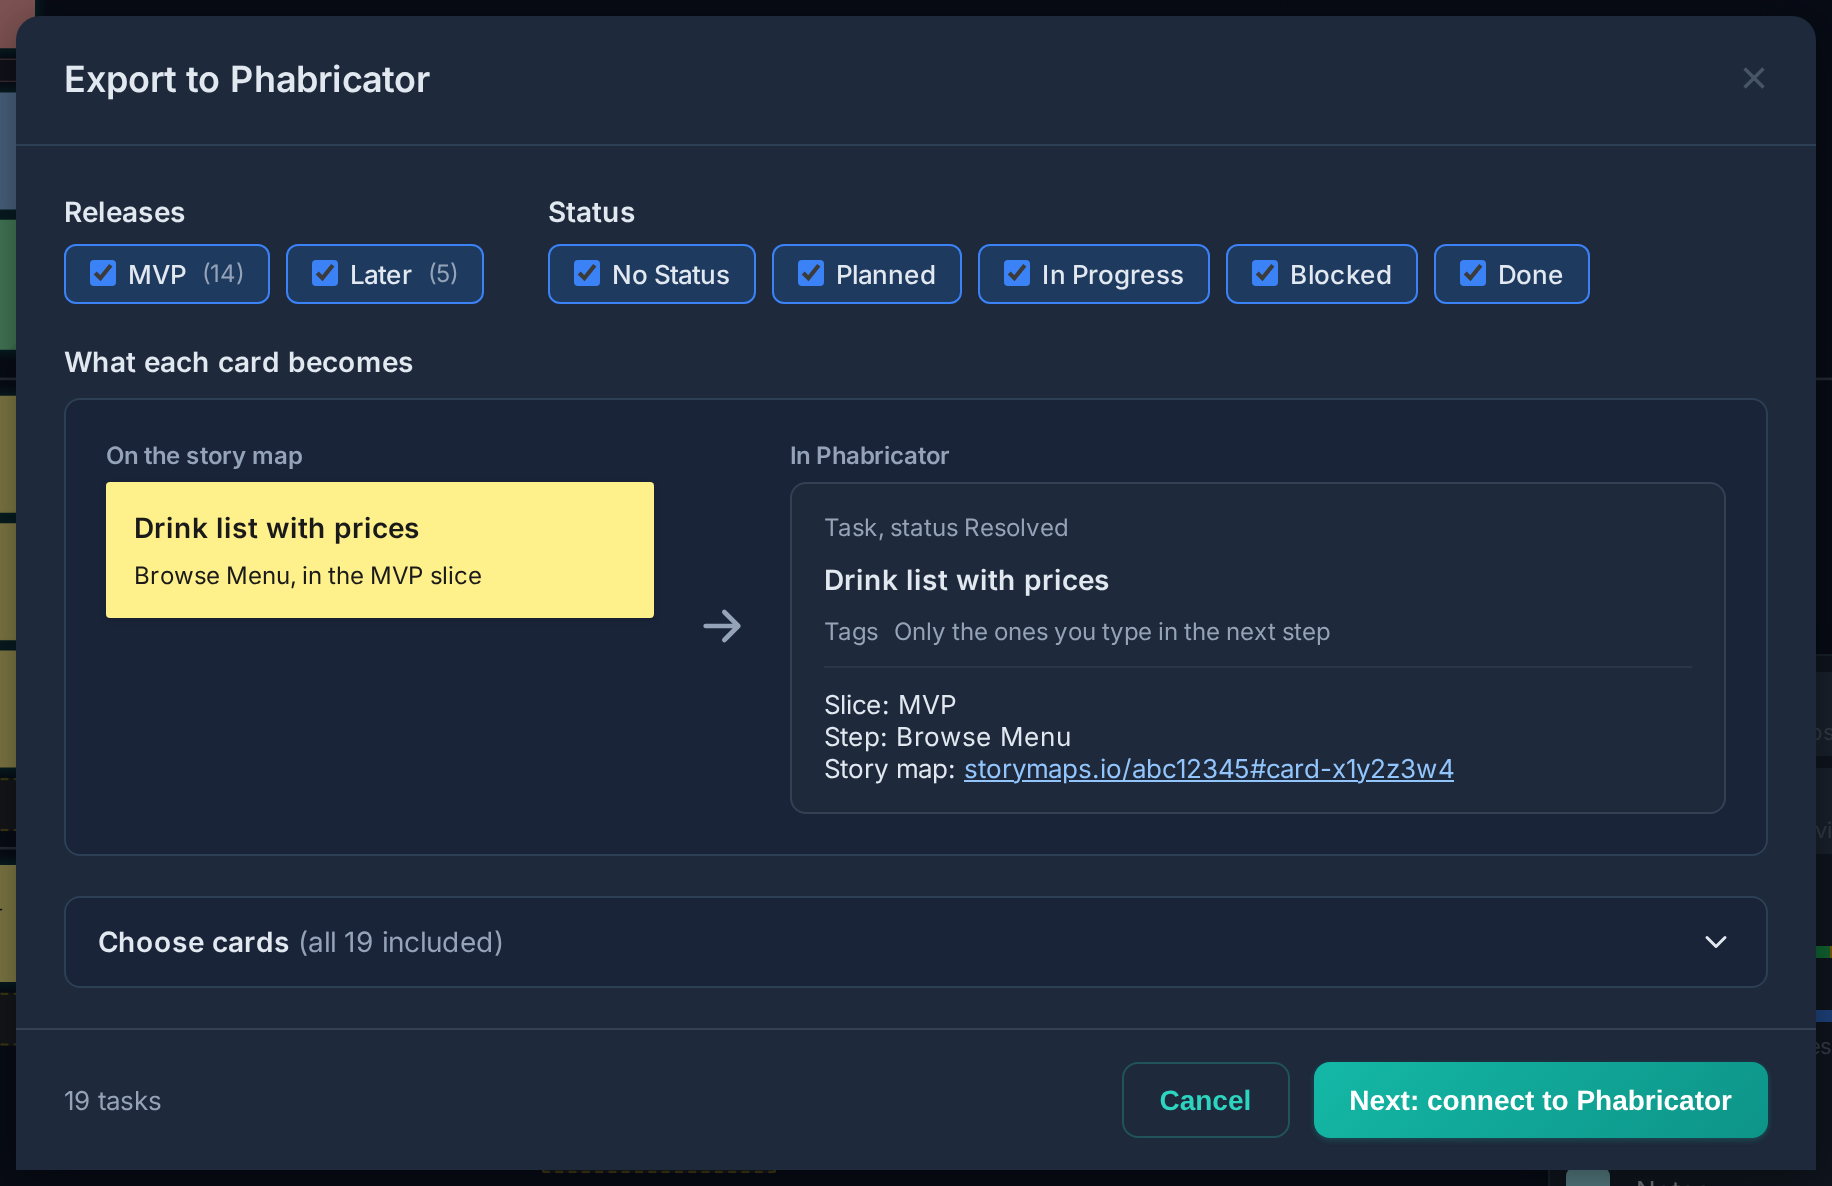 Export to Phabricator
Releases
Status
MVP (14)
Later (5)
No Status
Planned
In Progress
Blocked
Done
What each card becomes
On the story map
In Phabricator
Drink list with prices
Browse Menu, in the MVP slice
Task, status Resolved
Drink list with prices
Tags Only the ones you type in the next step
Slice: MVP
Step: Browse Menu
Story map: storymaps.io/abc12345#card-x1y2z3w4
Choose cards (all 19 included)
19 tasks
Cancel
Next: connect to Phabricator